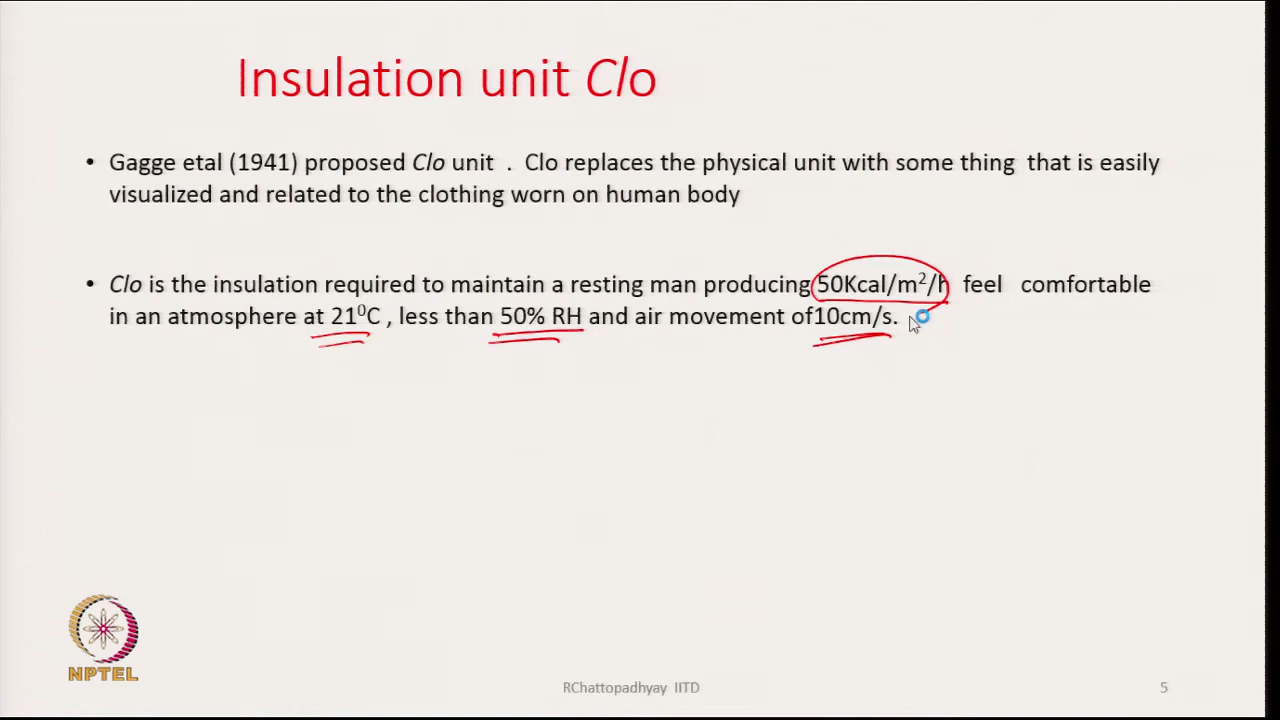 Insulation unit Clo
• Gagge etal (1941) proposed Clo unit . Clo replaces the physical unit with some thing that is easily
visualized and related to the clothing worn on human body
• Clo is the insulation required to maintain a resting man producing 50Kcal/m²/h feel comfortable
in an atmosphere at 21⁰C , less than 50% RH and air movement of10cm/s.
NPTEL
RChattopadhyay IITD
5